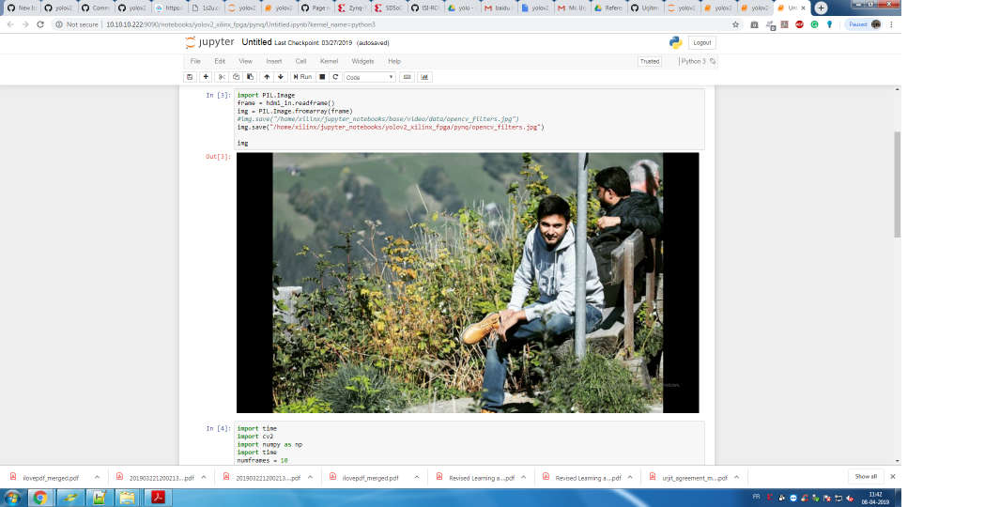 New Is
yolov2
Comm
yolov2
https:/
1s2u.c
yolov2
yolov2
Page n
Zynq-7
SDSoC
ISI-RC
yolo -
baidu
yolov2
Mr. Ur
Refere
Urjitm
yolov2
yolov2
yolov2
Un
Not secure | 10.10.10.222:9090/notebooks/yolov2_xilinx_fpga/pynq/Untitled.ipynb?kernel_name=python3
Paused
jupyter Untitled Last Checkpoint: 03/27/2019 (autosaved)
Logout
File Edit View Insert Cell Kernel Widgets Help
Trusted
Python 3
Run
Code
In [3]:
import PIL.Image
frame = hdmi_in.readframe()
img = PIL.Image.fromarray(frame)
#img.save("/home/xilinx/jupyter_notebooks/base/video/data/opencv_filters.jpg")
img.save("/home/xilinx/jupyter_notebooks/yolov2_xilinx_fpga/pynq/opencv_filters.jpg")
img
Out[3]:
In [4]:
import time
import cv2
import numpy as np
import time
numframes = 10
ilovepdf_merged.pdf
201903221200213....pdf
201903221200213....pdf
ilovepdf_merged.pdf
Revised Learning a....pdf
Revised Learning a....pdf
urjit_agreement_m....pdf
Show all
FR
11:42
08-04-2019